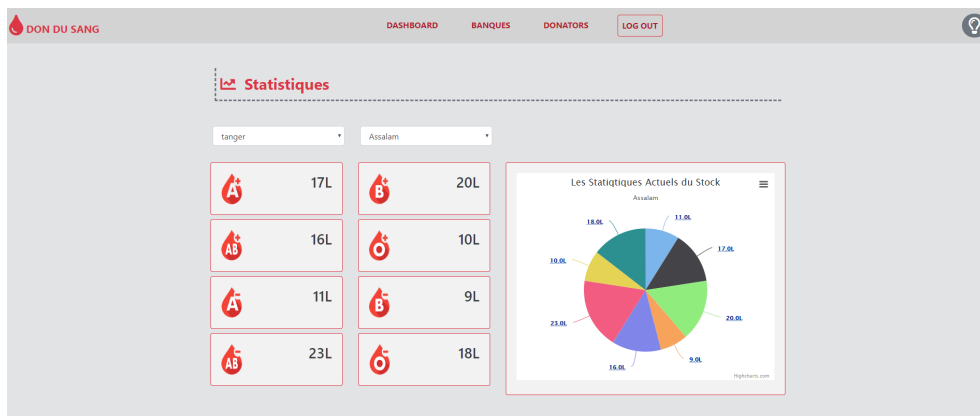 DON DU SANG
DASHBOARD BANQUES DONATORS LOG OUT
Statistiques
tanger Assalam
A+ 17L B+ 20L
AB+ 16L O+ 10L
A- 11L B- 9L
AB- 23L O- 18L
Les Statiqtiques Actuels du Stock
Assalam
18.0L 11.0L
10.0L 17.0L
23.0L 20.0L
16.0L 9.0L
Highcharts.com